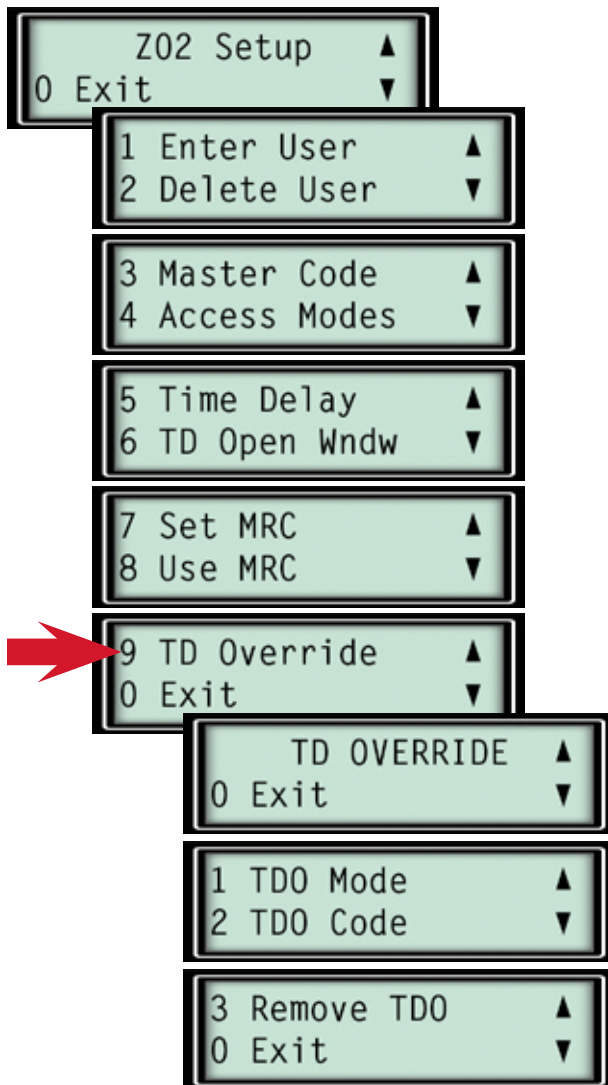 Z02 Setup ▲
0 Exit ▼
1 Enter User ▲
2 Delete User ▼
3 Master Code ▲
4 Access Modes ▼
5 Time Delay ▲
6 TD Open Wndw ▼
7 Set MRC ▲
8 Use MRC ▼
9 TD Override ▲
0 Exit ▼
TD OVERRIDE ▲
0 Exit ▼
1 TDO Mode ▲
2 TDO Code ▼
3 Remove TDO ▲
0 Exit ▼